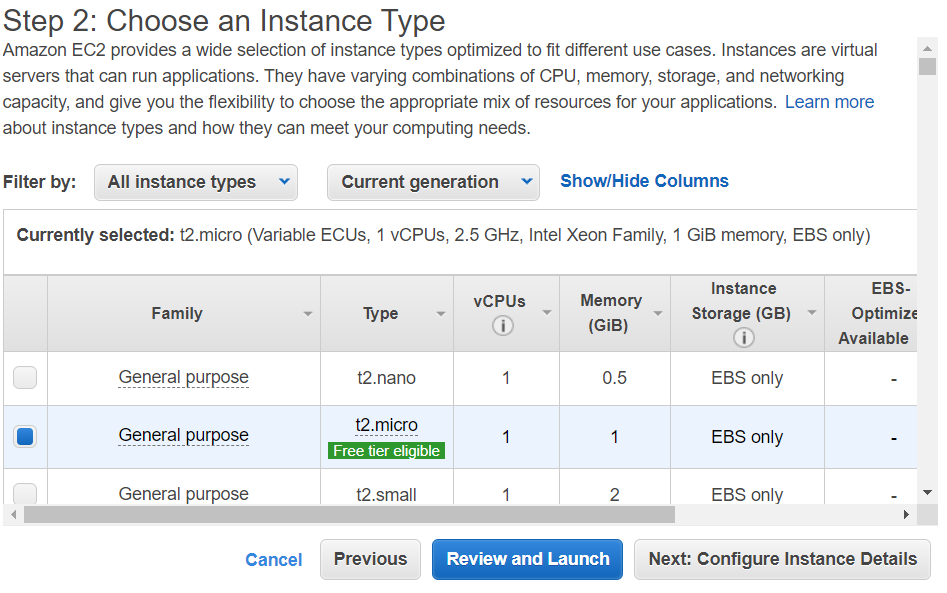 Step 2: Choose an Instance Type
Amazon EC2 provides a wide selection of instance types optimized to fit different use cases. Instances are virtual
servers that can run applications. They have varying combinations of CPU, memory, storage, and networking
capacity, and give you the flexibility to choose the appropriate mix of resources for your applications. Learn more
about instance types and how they can meet your computing needs.
Filter by: All instance types Current generation Show/Hide Columns
Currently selected: t2.micro (Variable ECUs, 1 vCPUs, 2.5 GHz, Intel Xeon Family, 1 GiB memory, EBS only)
Family Type vCPUs Memory (GiB) Instance Storage (GB) EBS-Optimize Available
General purpose t2.nano 1 0.5 EBS only -
General purpose t2.micro 1 1 EBS only -
Free tier eligible
General purpose t2.small 1 2 EBS only -
Cancel Previous Review and Launch Next: Configure Instance Details